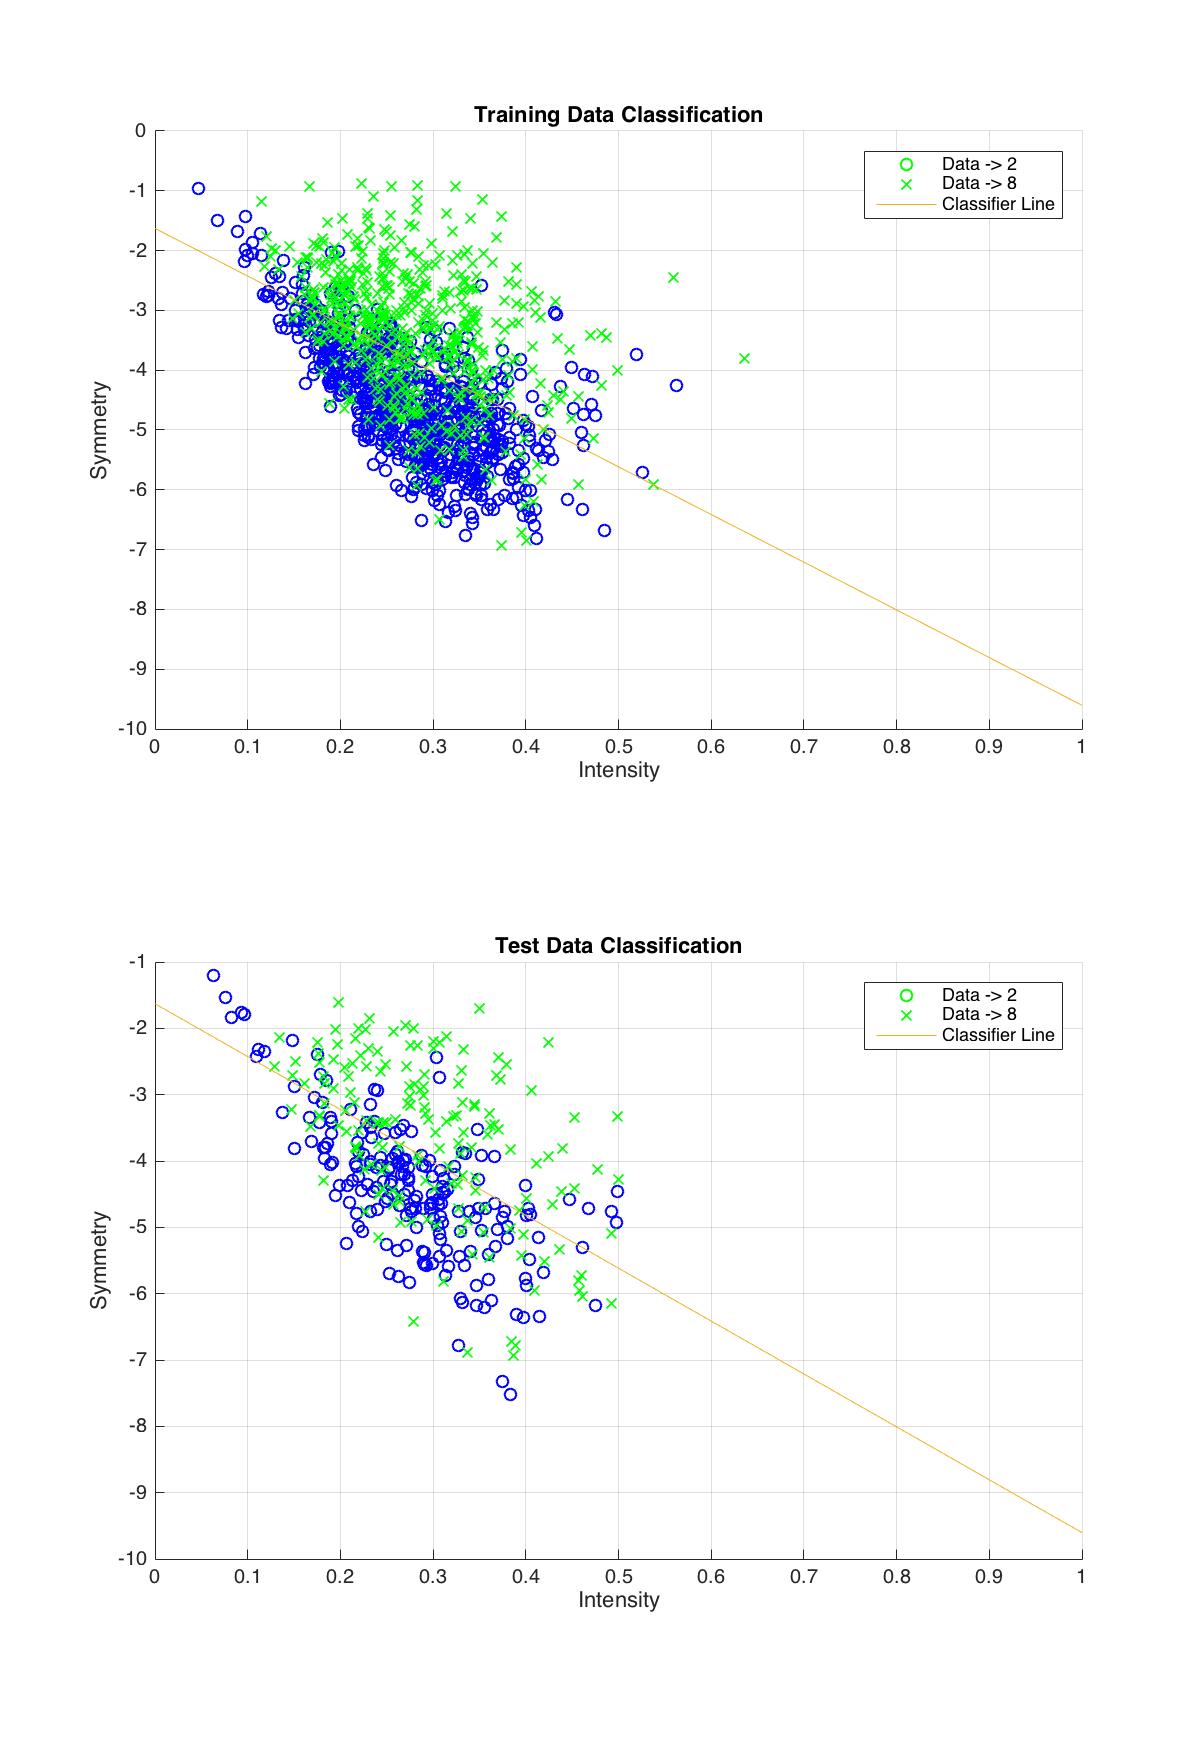 Training Data Classification
0
-1
-2
-3
-4
-5
-6
-7
-8
-9
-10
Symmetry
Data -> 2
Data -> 8
Classifier Line
0 0.1 0.2 0.3 0.4 0.5 0.6 0.7 0.8 0.9 1
Intensity
Test Data Classification
-1
-2
-3
-4
-5
-6
-7
-8
-9
-10
Symmetry
Data -> 2
Data -> 8
Classifier Line
0 0.1 0.2 0.3 0.4 0.5 0.6 0.7 0.8 0.9 1
Intensity